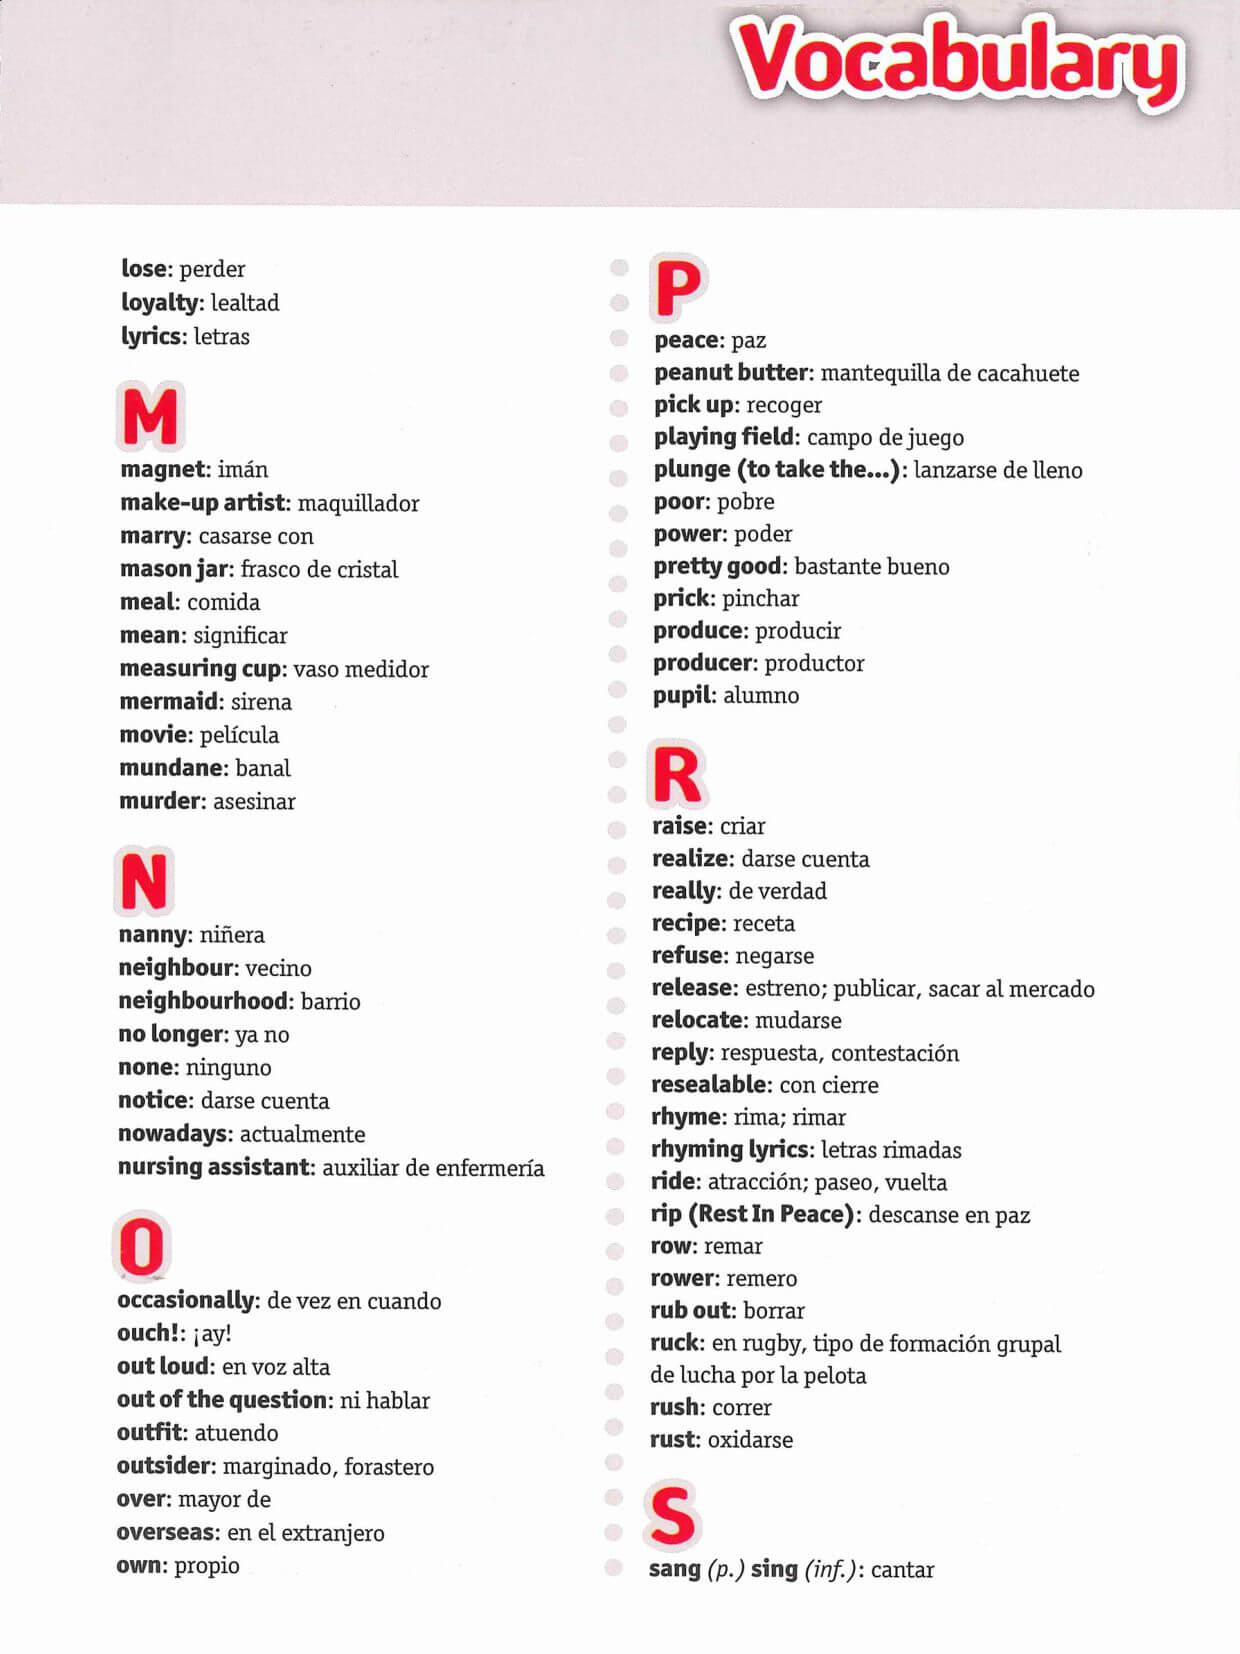 Vocabulary
lose: perder
loyalty: lealtad
lyrics: letras
M
magnet: imán
make-up artist: maquillador
marry: casarse con
mason jar: frasco de cristal
meal: comida
mean: significar
measuring cup: vaso medidor
mermaid: sirena
movie: película
mundane: banal
murder: asesinar
N
nanny: niñera
neighbour: vecino
neighbourhood: barrio
no longer: ya no
none: ninguno
notice: darse cuenta
nowadays: actualmente
nursing assistant: auxiliar de enfermería
O
occasionally: de vez en cuando
ouch!: ¡ay!
out loud: en voz alta
out of the question: ni hablar
outfit: atuendo
outsider: marginado, forastero
over: mayor de
overseas: en el extranjero
own: propio
P
peace: paz
peanut butter: mantequilla de cacahuete
pick up: recoger
playing field: campo de juego
plunge (to take the...): lanzarse de lleno
poor: pobre
power: poder
pretty good: bastante bueno
prick: pinchar
produce: producir
producer: productor
pupil: alumno
R
raise: criar
realize: darse cuenta
really: de verdad
recipe: receta
refuse: negarse
release: estreno; publicar, sacar al mercado
relocate: mudarse
reply: respuesta, contestación
resealable: con cierre
rhyme: rima; rimar
rhyming lyrics: letras rimadas
ride: atracción; paseo, vuelta
rip (Rest In Peace): descanse en paz
row: remar
rower: remero
rub out: borrar
ruck: en rugby, tipo de formación grupal
de lucha por la pelota
rush: correr
rust: oxidarse
S
sang (p.) sing (inf.): cantar